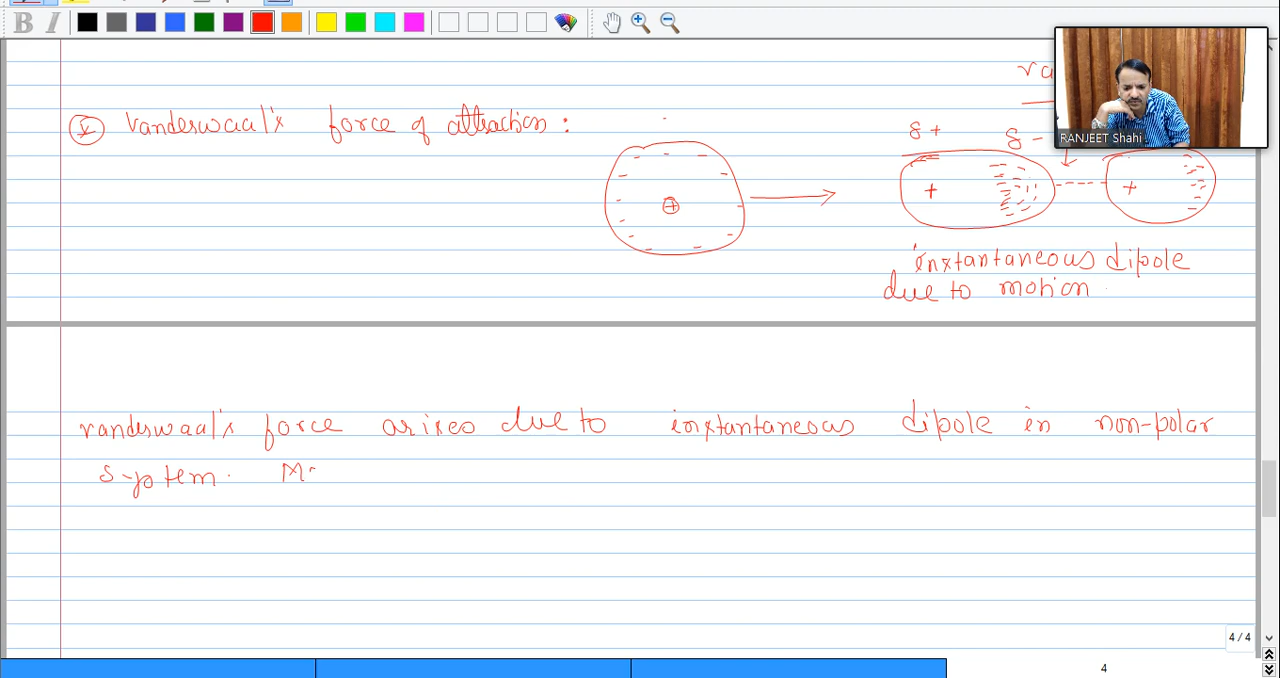 B I
va
* Vanderwaal's force of attraction :
δ+ δ-
RANJEET Shahi
+ + +
instantaneous dipole
due to motion
vanderwaal's force arises due to instantaneous dipole in non-polar
system. M
4 / 4
4